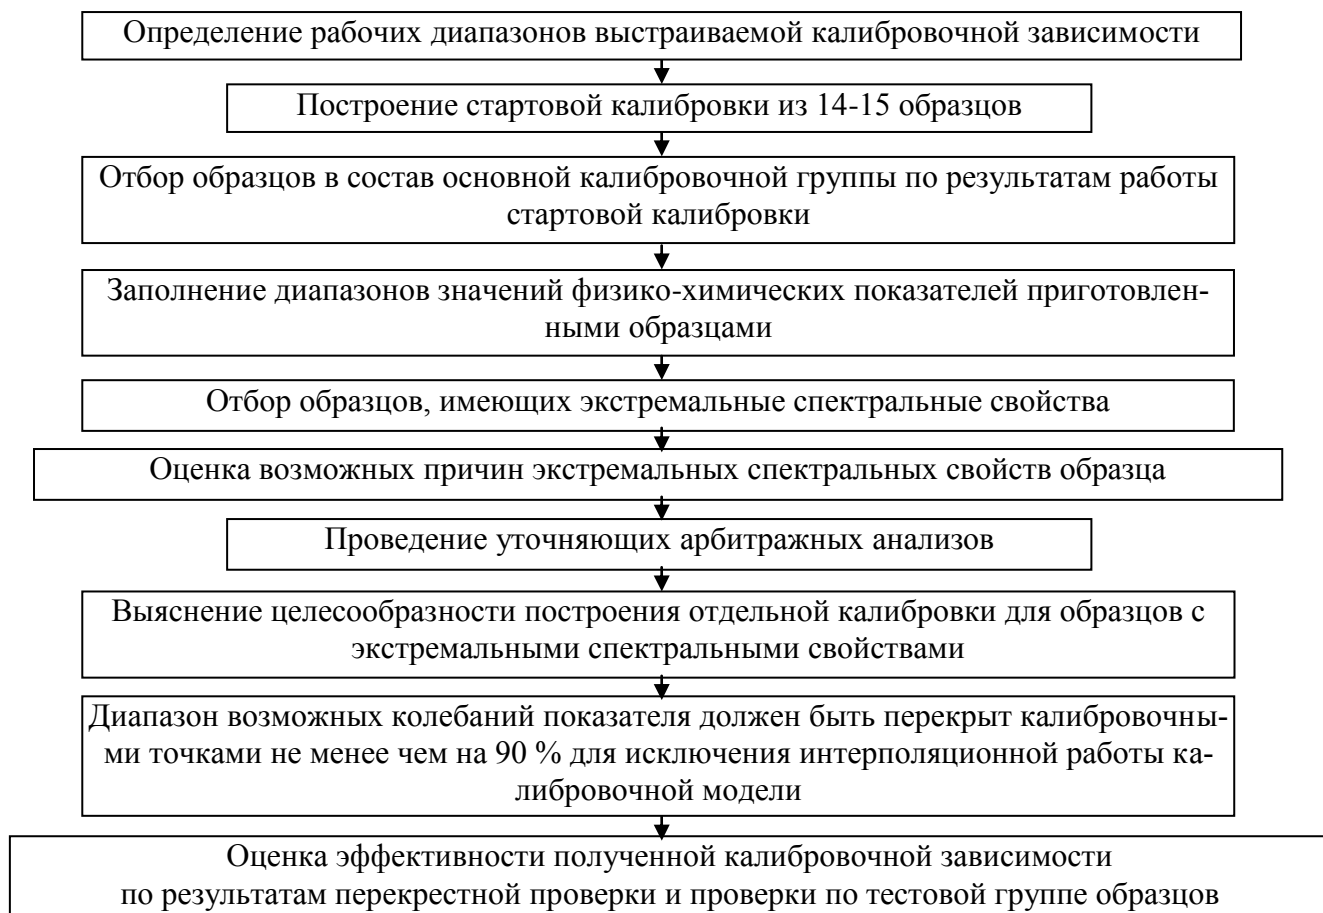 Определение рабочих диапазонов выстраиваемой калибровочной зависимости
Построение стартовой калибровки из 14-15 образцов
Отбор образцов в состав основной калибровочной группы по результатам работы
стартовой калибровки
Заполнение диапазонов значений физико-химических показателей приготовлен-
ными образцами
Отбор образцов, имеющих экстремальные спектральные свойства
Оценка возможных причин экстремальных спектральных свойств образца
Проведение уточняющих арбитражных анализов
Выяснение целесообразности построения отдельной калибровки для образцов с
экстремальными спектральными свойствами
Диапазон возможных колебаний показателя должен быть перекрыт калибровочны-
ми точками не менее чем на 90 % для исключения интерполяционной работы ка-
либровочной модели
Оценка эффективности полученной калибровочной зависимости
по результатам перекрестной проверки и проверки по тестовой группе образцов